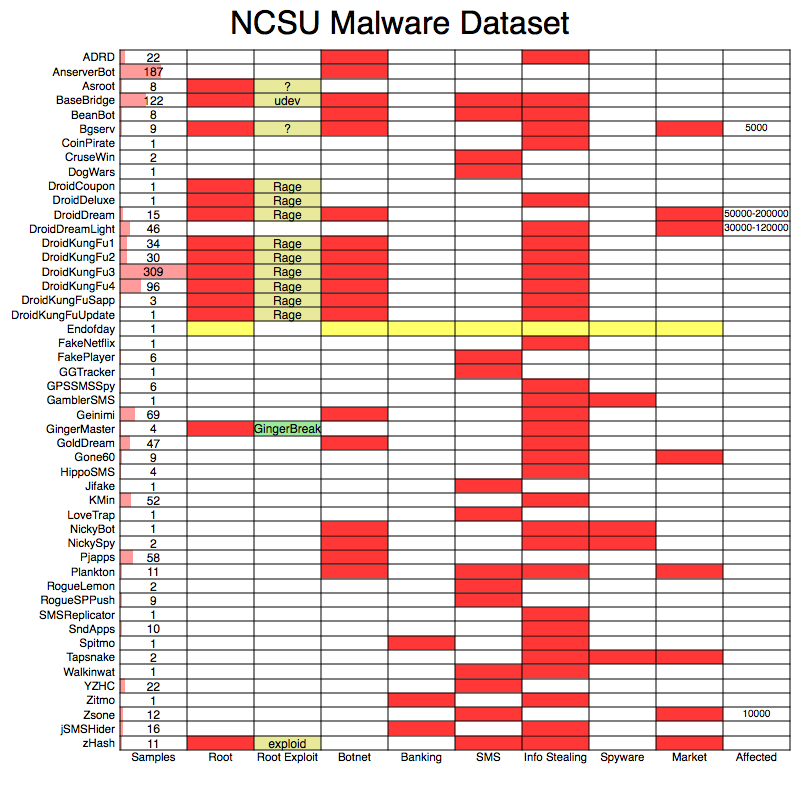 NCSU Malware Dataset
ADRD 22
AnserverBot 187
Asroot 8 ?
BaseBridge 122 udev
BeanBot 8
Bgserv 9 ? 5000
CoinPirate 1
CruseWin 2
DogWars 1
DroidCoupon 1 Rage
DroidDeluxe 1 Rage
DroidDream 15 Rage 50000-200000
DroidDreamLight 46 30000-120000
DroidKungFu1 34 Rage
DroidKungFu2 30 Rage
DroidKungFu3 309 Rage
DroidKungFu4 96 Rage
DroidKungFuSapp 3 Rage
DroidKungFuUpdate 1 Rage
Endofday 1
FakeNetflix 1
FakePlayer 6
GGTracker 1
GPSSMSSpy 6
GamblerSMS 1
Geinimi 69
GingerMaster 4 GingerBreak
GoldDream 47
Gone60 9
HippoSMS 4
Jifake 1
KMin 52
LoveTrap 1
NickyBot 1
NickySpy 2
Pjapps 58
Plankton 11
RogueLemon 2
RogueSPPush 9
SMSReplicator 1
SndApps 10
Spitmo 1
Tapsnake 2
Walkinwat 1
YZHC 22
Zitmo 1
Zsone 12 10000
jSMSHider 16
zHash 11 exploid
Samples Root Root Exploit Botnet Banking SMS Info Stealing Spyware Market Affected